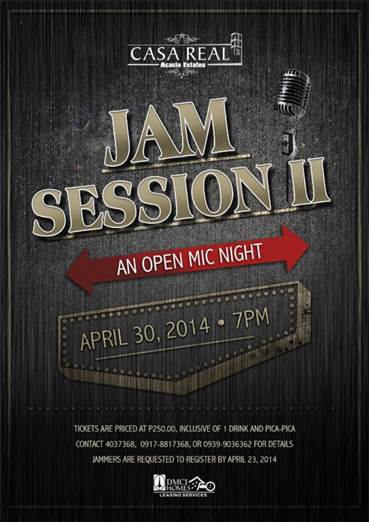 CASA REAL
Acacia Estates
JAM
SESSION II
AN OPEN MIC NIGHT
APRIL 30, 2014 • 7PM
TICKETS ARE PRICED AT P250.00, INCLUSIVE OF 1 DRINK AND PICA-PICA
CONTACT 4037368, 0917-8817368, OR 0939-9036362 FOR DETAILS
JAMMERS ARE REQUESTED TO REGISTER BY APRIL 23, 2014
DMCI
HOMES
LEASING SERVICES